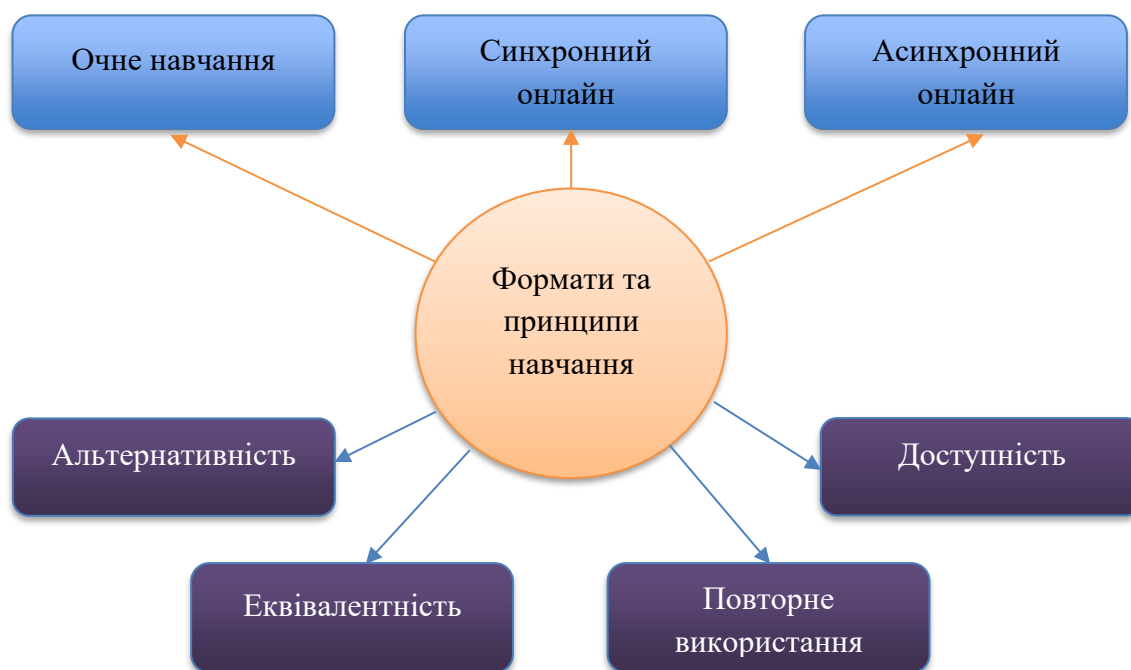 Очне навчання
Синхронний
онлайн
Асинхронний
онлайн
Формати та
принципи
навчання
Альтернативність
Доступність
Еквівалентність
Повторне
використання